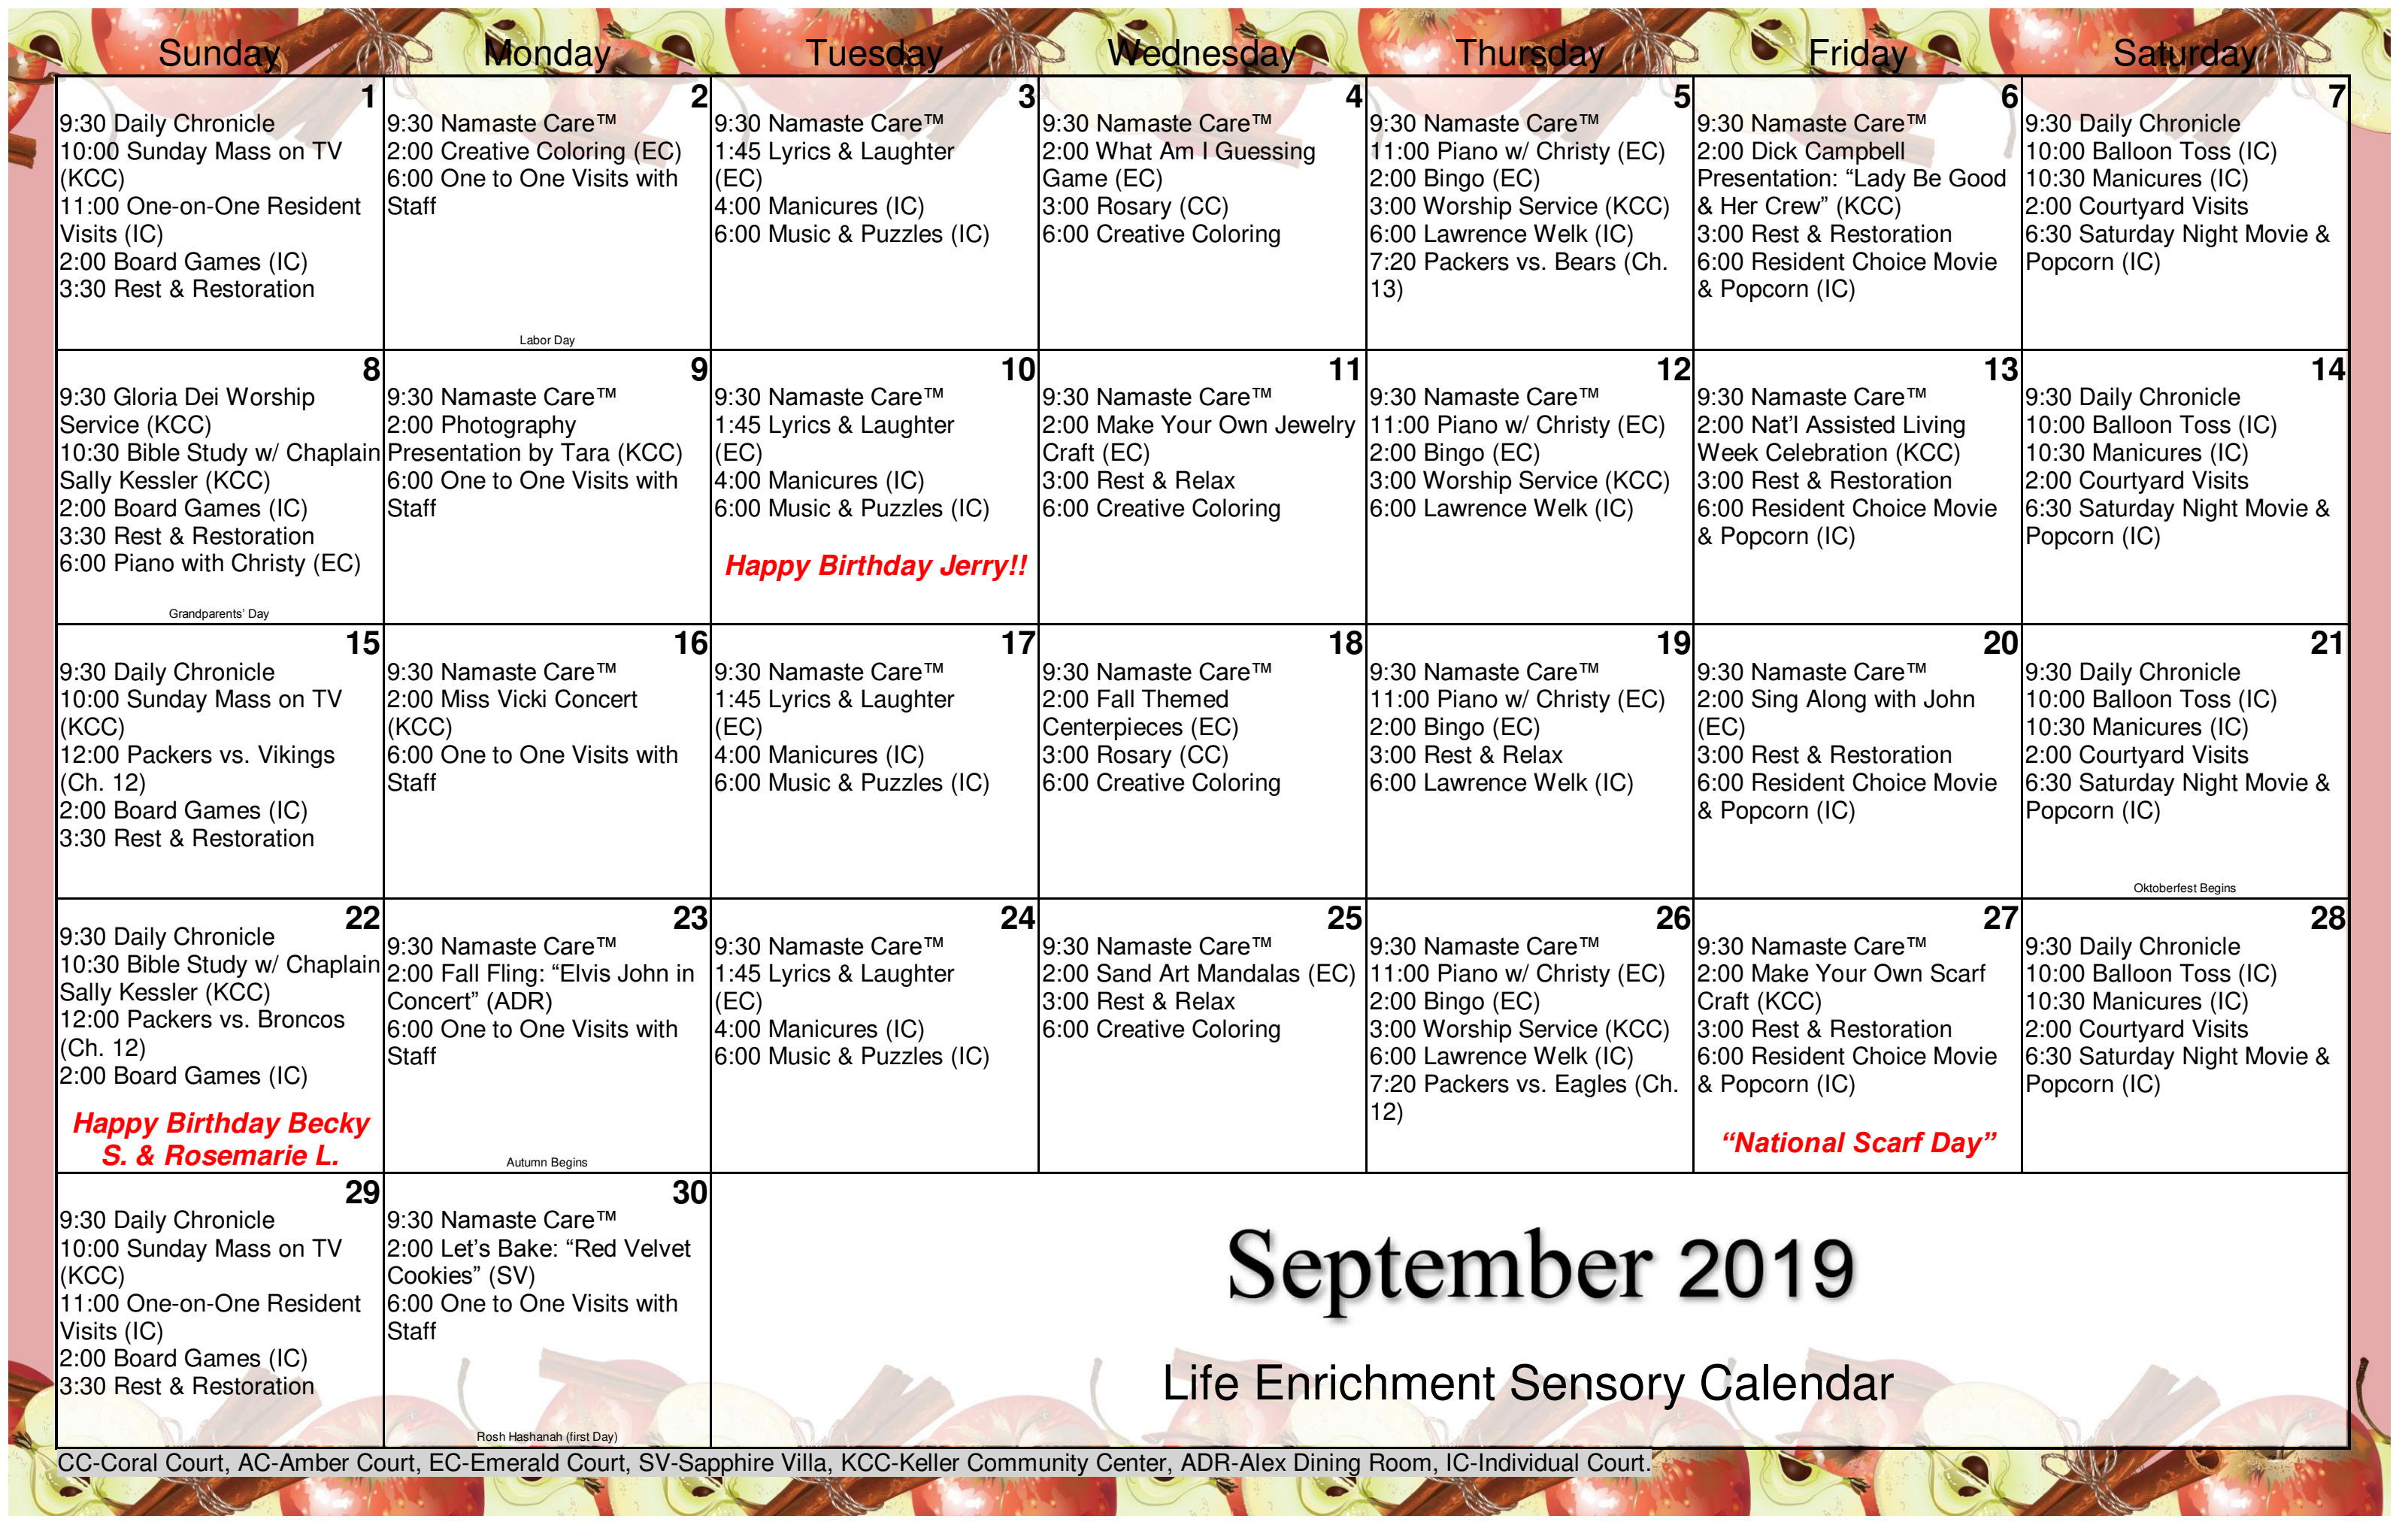 Sunday Monday Tuesday Wednesday Thursday Friday Saturday
1
9:30 Daily Chronicle
10:00 Sunday Mass on TV
(KCC)
11:00 One-on-One Resident
Visits (IC)
2:00 Board Games (IC)
3:30 Rest & Restoration
2
9:30 Namaste Care™
2:00 Creative Coloring (EC)
6:00 One to One Visits with
Staff
Labor Day
3
9:30 Namaste Care™
1:45 Lyrics & Laughter
(EC)
4:00 Manicures (IC)
6:00 Music & Puzzles (IC)
4
9:30 Namaste Care™
2:00 What Am I Guessing
Game (EC)
3:00 Rosary (CC)
6:00 Creative Coloring
5
9:30 Namaste Care™
11:00 Piano w/ Christy (EC)
2:00 Bingo (EC)
3:00 Worship Service (KCC)
6:00 Lawrence Welk (IC)
7:20 Packers vs. Bears (Ch.
13)
6
9:30 Namaste Care™
2:00 Dick Campbell
Presentation: “Lady Be Good
& Her Crew” (KCC)
3:00 Rest & Restoration
6:00 Resident Choice Movie
& Popcorn (IC)
7
9:30 Daily Chronicle
10:00 Balloon Toss (IC)
10:30 Manicures (IC)
2:00 Courtyard Visits
6:30 Saturday Night Movie &
Popcorn (IC)
8
9:30 Gloria Dei Worship
Service (KCC)
10:30 Bible Study w/ Chaplain
Sally Kessler (KCC)
2:00 Board Games (IC)
3:30 Rest & Restoration
6:00 Piano with Christy (EC)
Grandparents’ Day
9
9:30 Namaste Care™
2:00 Photography
Presentation by Tara (KCC)
6:00 One to One Visits with
Staff
10
9:30 Namaste Care™
1:45 Lyrics & Laughter
(EC)
4:00 Manicures (IC)
6:00 Music & Puzzles (IC)
Happy Birthday Jerry!!
11
9:30 Namaste Care™
2:00 Make Your Own Jewelry
Craft (EC)
3:00 Rest & Relax
6:00 Creative Coloring
12
9:30 Namaste Care™
11:00 Piano w/ Christy (EC)
2:00 Bingo (EC)
3:00 Worship Service (KCC)
6:00 Lawrence Welk (IC)
13
9:30 Namaste Care™
2:00 Nat’l Assisted Living
Week Celebration (KCC)
3:00 Rest & Restoration
6:00 Resident Choice Movie
& Popcorn (IC)
14
9:30 Daily Chronicle
10:00 Balloon Toss (IC)
10:30 Manicures (IC)
2:00 Courtyard Visits
6:30 Saturday Night Movie &
Popcorn (IC)
15
9:30 Daily Chronicle
10:00 Sunday Mass on TV
(KCC)
12:00 Packers vs. Vikings
(Ch. 12)
2:00 Board Games (IC)
3:30 Rest & Restoration
16
9:30 Namaste Care™
2:00 Miss Vicki Concert
(KCC)
6:00 One to One Visits with
Staff
17
9:30 Namaste Care™
1:45 Lyrics & Laughter
(EC)
4:00 Manicures (IC)
6:00 Music & Puzzles (IC)
18
9:30 Namaste Care™
2:00 Fall Themed
Centerpieces (EC)
3:00 Rosary (CC)
6:00 Creative Coloring
19
9:30 Namaste Care™
11:00 Piano w/ Christy (EC)
2:00 Bingo (EC)
3:00 Rest & Relax
6:00 Lawrence Welk (IC)
20
9:30 Namaste Care™
2:00 Sing Along with John
(EC)
3:00 Rest & Restoration
6:00 Resident Choice Movie
& Popcorn (IC)
21
9:30 Daily Chronicle
10:00 Balloon Toss (IC)
10:30 Manicures (IC)
2:00 Courtyard Visits
6:30 Saturday Night Movie &
Popcorn (IC)
Oktoberfest Begins
22
9:30 Daily Chronicle
10:30 Bible Study w/ Chaplain
Sally Kessler (KCC)
12:00 Packers vs. Broncos
(Ch. 12)
2:00 Board Games (IC)
Happy Birthday Becky
S. & Rosemarie L.
23
9:30 Namaste Care™
2:00 Fall Fling: “Elvis John in
Concert” (ADR)
6:00 One to One Visits with
Staff
Autumn Begins
24
9:30 Namaste Care™
1:45 Lyrics & Laughter
(EC)
4:00 Manicures (IC)
6:00 Music & Puzzles (IC)
25
9:30 Namaste Care™
2:00 Sand Art Mandalas (EC)
3:00 Rest & Relax
6:00 Creative Coloring
26
9:30 Namaste Care™
11:00 Piano w/ Christy (EC)
2:00 Bingo (EC)
3:00 Worship Service (KCC)
6:00 Lawrence Welk (IC)
7:20 Packers vs. Eagles (Ch.
12)
27
9:30 Namaste Care™
2:00 Make Your Own Scarf
Craft (KCC)
3:00 Rest & Restoration
6:00 Resident Choice Movie
& Popcorn (IC)
“National Scarf Day”
28
9:30 Daily Chronicle
10:00 Balloon Toss (IC)
10:30 Manicures (IC)
2:00 Courtyard Visits
6:30 Saturday Night Movie &
Popcorn (IC)
29
9:30 Daily Chronicle
10:00 Sunday Mass on TV
(KCC)
11:00 One-on-One Resident
Visits (IC)
2:00 Board Games (IC)
3:30 Rest & Restoration
30
9:30 Namaste Care™
2:00 Let’s Bake: “Red Velvet
Cookies” (SV)
6:00 One to One Visits with
Staff
Rosh Hashanah (first Day)
September 2019
Life Enrichment Sensory Calendar
CC-Coral Court, AC-Amber Court, EC-Emerald Court, SV-Sapphire Villa, KCC-Keller Community Center, ADR-Alex Dining Room, IC-Individual Court.